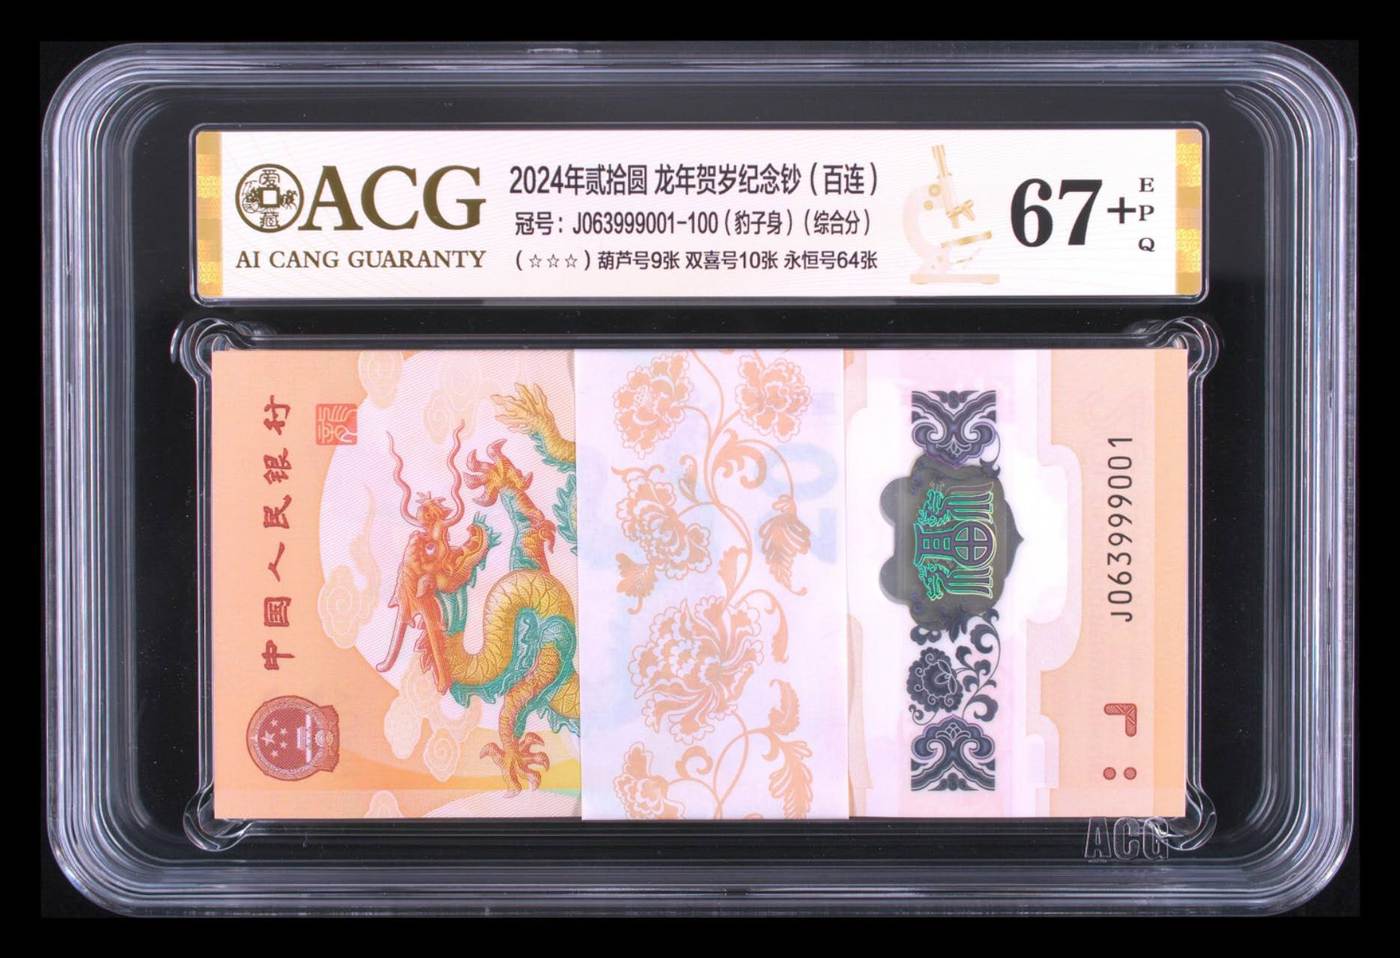 ACG
AI CANG GUARANTY
2024年贰拾圆 龙年贺岁纪念钞（百连）
冠号：J063999001-100（豹子身）（综合分）
（☆☆☆）葫芦号9张 双喜号10张 永恒号64张
67+
EPQ
中国人民银行
J063999001
ACG